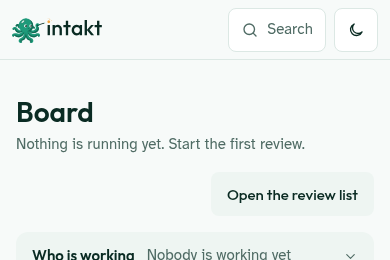 intakt
Search
Board
Nothing is running yet. Start the first review.
Open the review list
Who is working Nobody is working yet